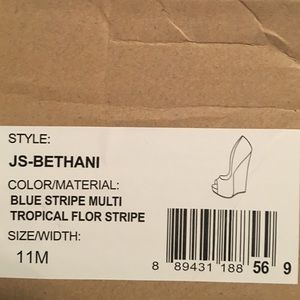 STYLE:
JS-BETHANI
COLOR/MATERIAL:
BLUE STRIPE MULTI
TROPICAL FLOR STRIPE
SIZE/WIDTH:
11M
8 89431 188 56 9